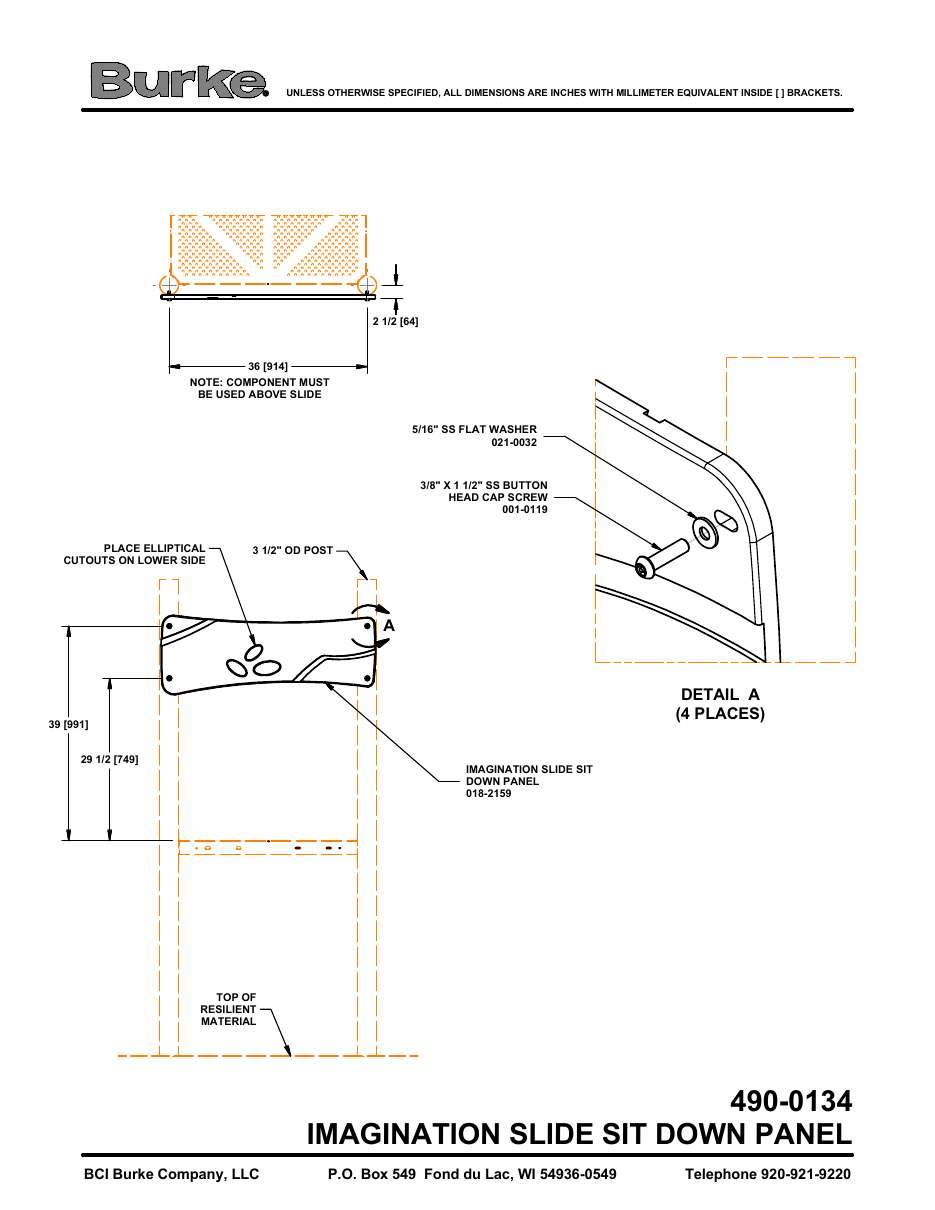 Burke
UNLESS OTHERWISE SPECIFIED, ALL DIMENSIONS ARE INCHES WITH MILLIMETER EQUIVALENT INSIDE [ ] BRACKETS.
2 1/2 [64]
36 [914]
NOTE: COMPONENT MUST
BE USED ABOVE SLIDE
5/16" SS FLAT WASHER
021-0032
3/8" X 1 1/2" SS BUTTON
HEAD CAP SCREW
001-0119
PLACE ELLIPTICAL
CUTOUTS ON LOWER SIDE
3 1/2" OD POST
A
DETAIL A
(4 PLACES)
39 [991]
29 1/2 [749]
IMAGINATION SLIDE SIT
DOWN PANEL
018-2159
TOP OF
RESILIENT
MATERIAL
490-0134
IMAGINATION SLIDE SIT DOWN PANEL
BCI Burke Company, LLC
P.O. Box 549 Fond du Lac, WI 54936-0549
Telephone 920-921-9220